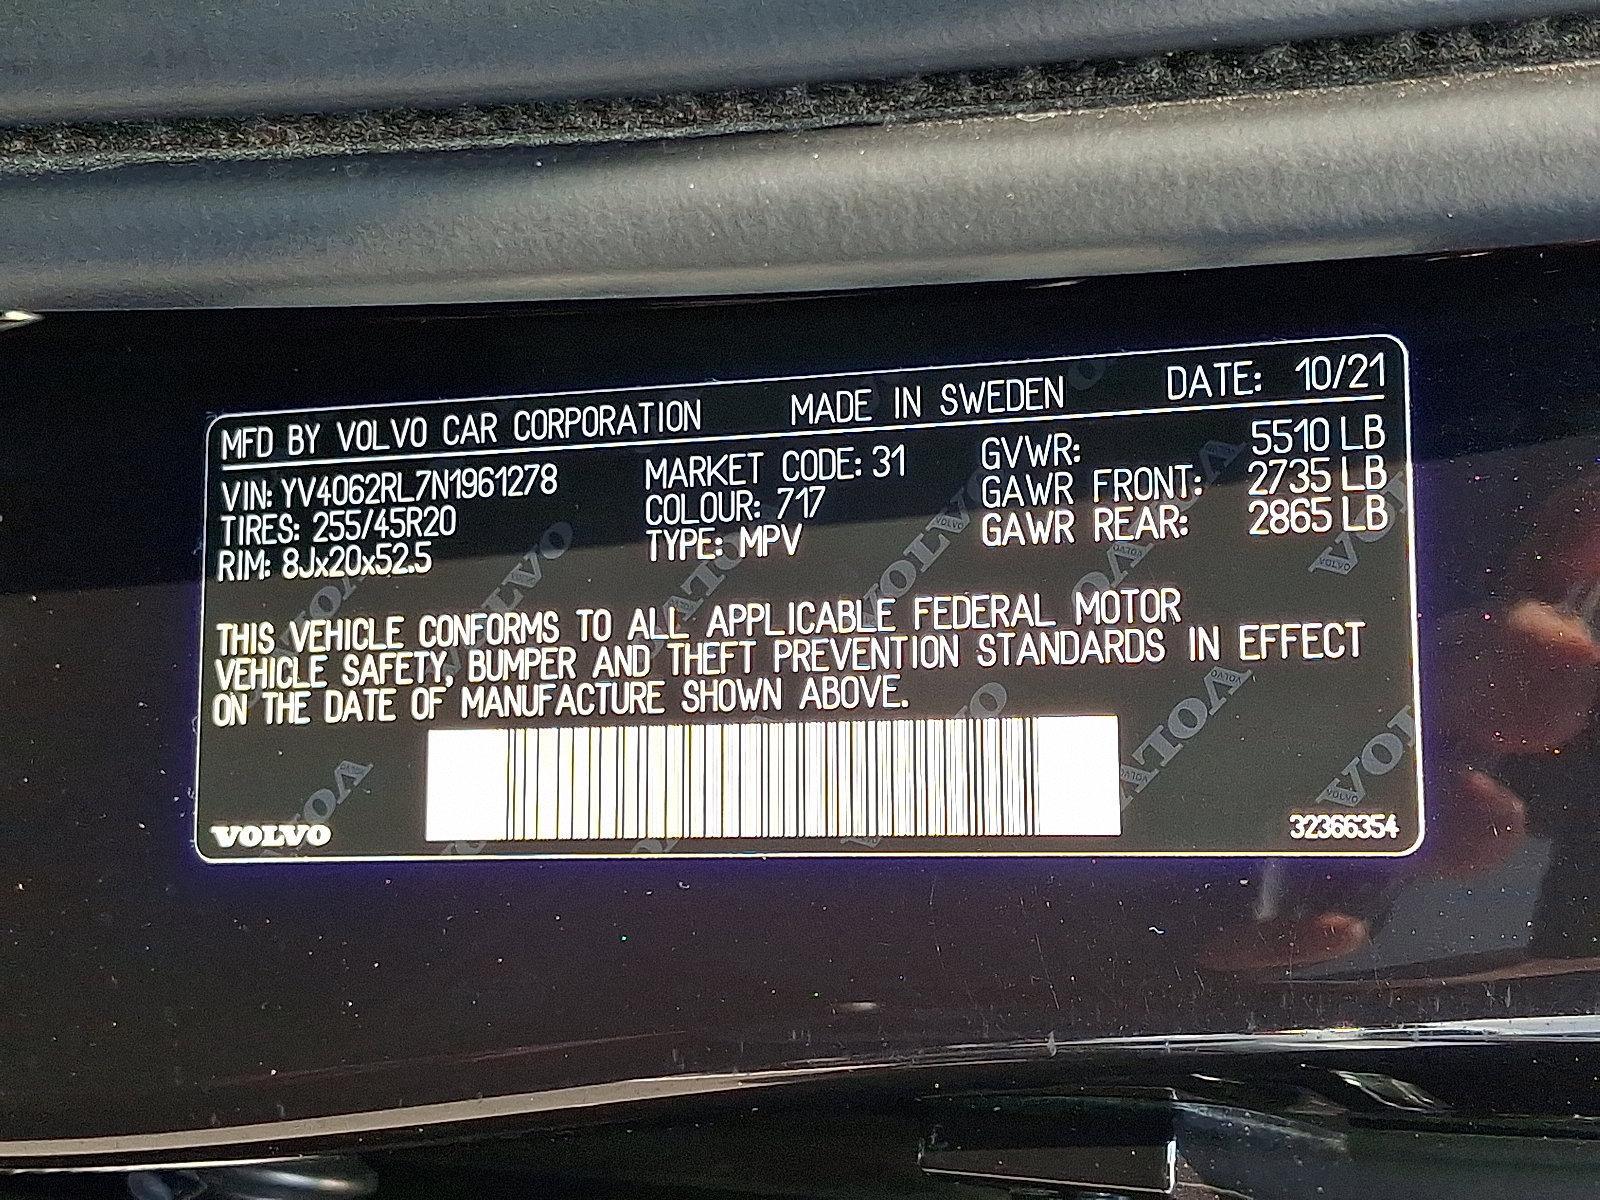 MFD BY VOLVO CAR CORPORATION MADE IN SWEDEN DATE: 10/21
VIN: YV4062RL7N1961278 MARKET CODE: 31 GVWR: 5510 LB
TIRES: 255/45R20 COLOUR: 717 GAWR FRONT: 2735 LB
RIM: 8Jx20x52.5 TYPE: MPV GAWR REAR: 2865 LB
THIS VEHICLE CONFORMS TO ALL APPLICABLE FEDERAL MOTOR
VEHICLE SAFETY, BUMPER AND THEFT PREVENTION STANDARDS IN EFFECT
ON THE DATE OF MANUFACTURE SHOWN ABOVE.
VOLVO 32366354